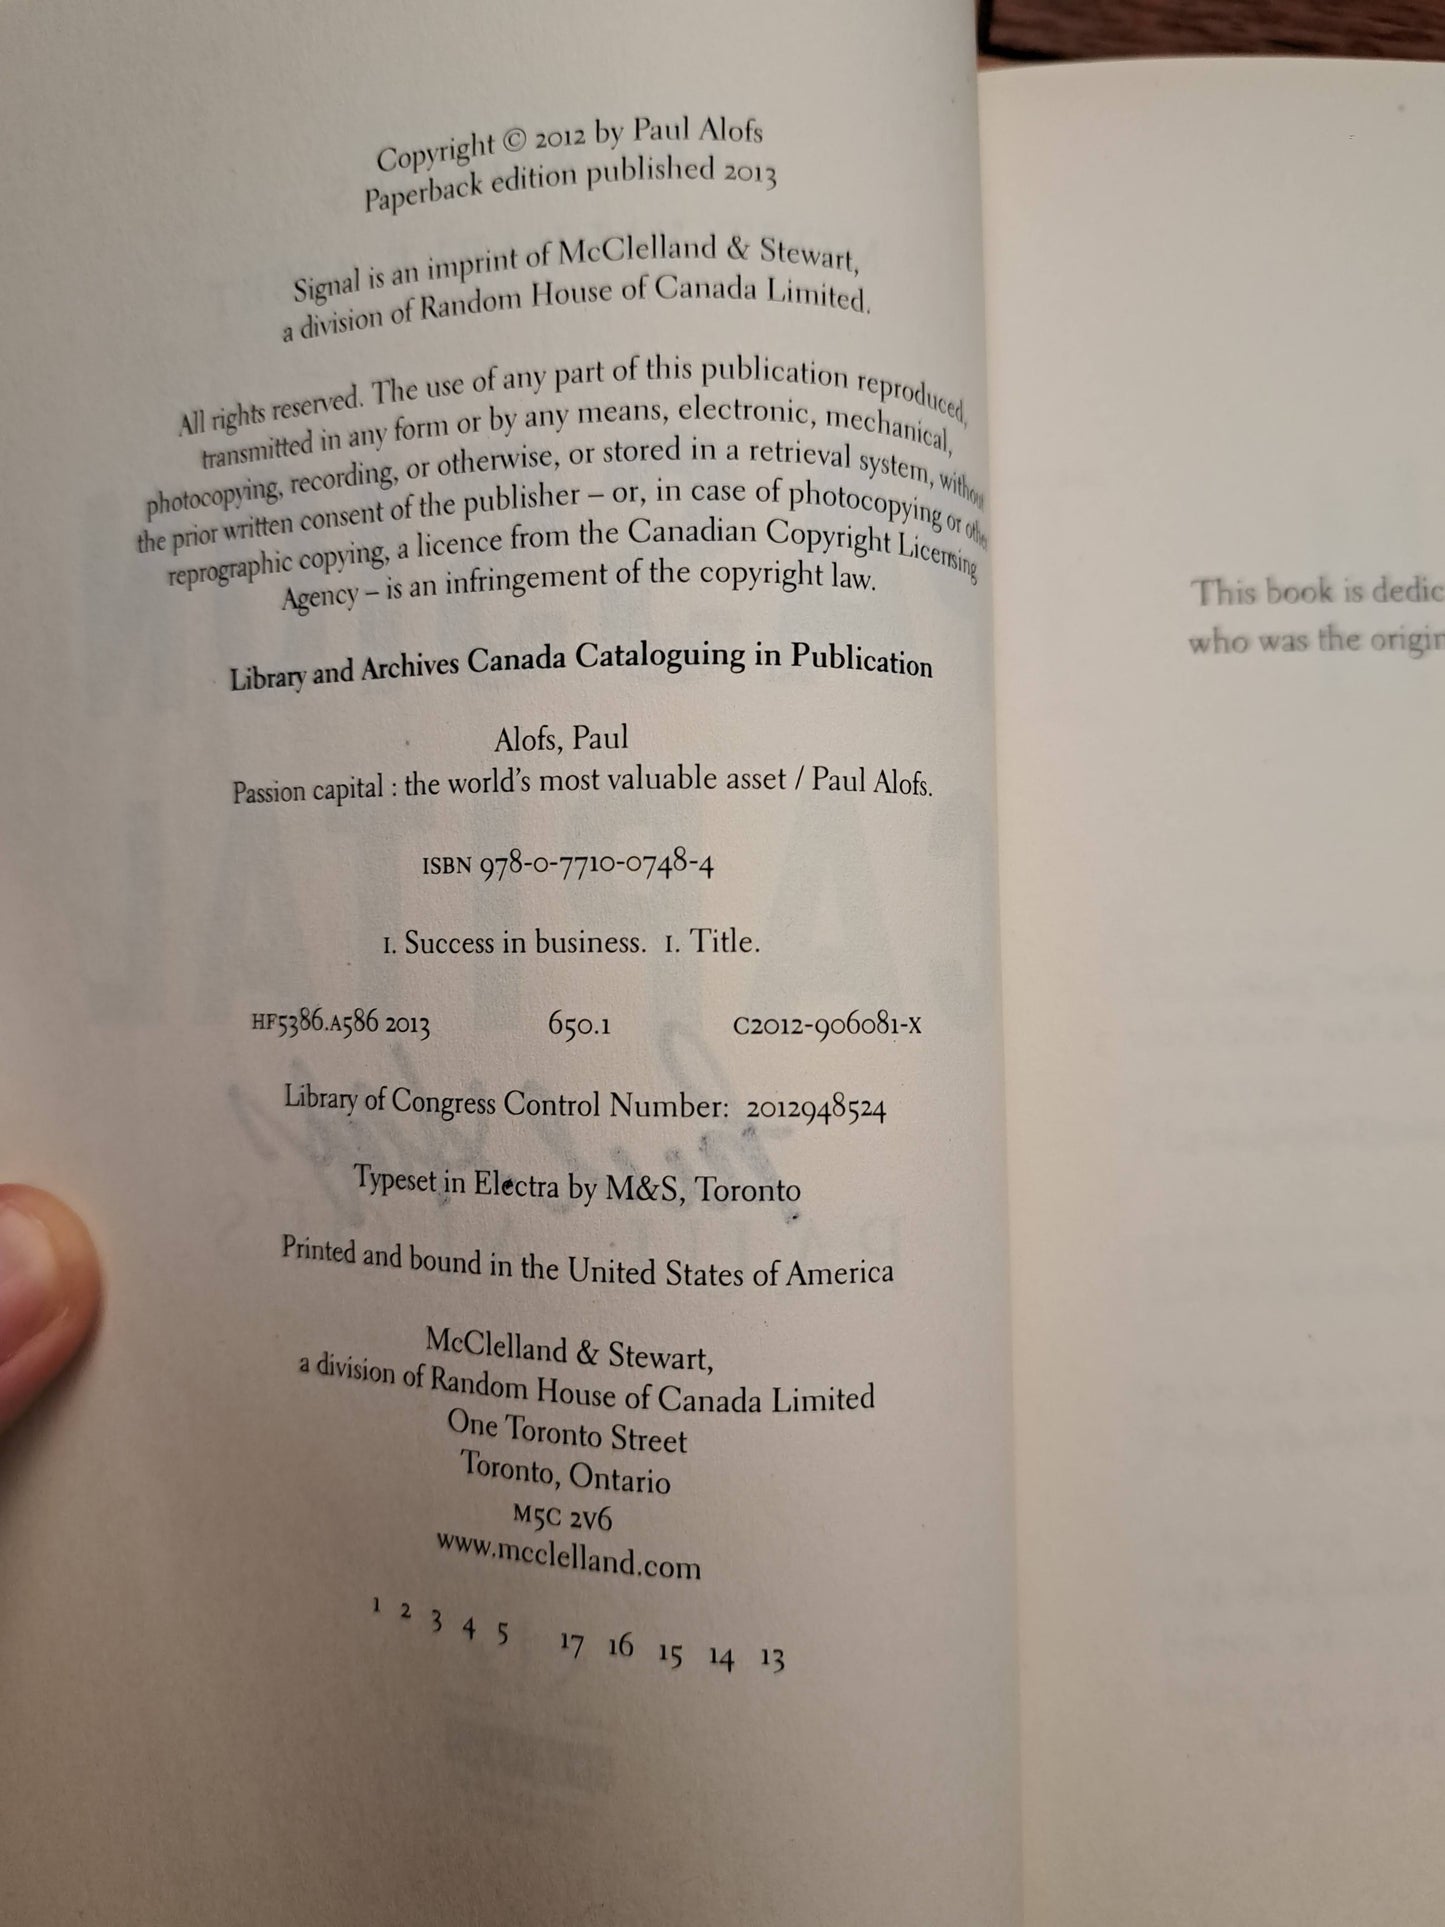 Copyright © 2012 by Paul Alofs
Paperback edition published 2013
Signal is an imprint of McClelland & Stewart,
a division of Random House of Canada Limited.
All rights reserved. The use of any part of this publication reproduced,
transmitted in any form or by any means, electronic, mechanical,
photocopying, recording, or otherwise, or stored in a retrieval system, without
the prior written consent of the publisher – or, in case of photocopying or other
reprographic copying, a licence from the Canadian Copyright Licensing
Agency – is an infringement of the copyright law.
Library and Archives Canada Cataloguing in Publication
Alofs, Paul
Passion capital : the world's most valuable asset / Paul Alofs.
ISBN 978-0-7710-0748-4
1. Success in business. I. Title.
HF5386.A586 2013 650.1 C2012-906081-X
Library of Congress Control Number: 2012948524
Typeset in Electra by M&S, Toronto
Printed and bound in the United States of America
McClelland & Stewart,
a division of Random House of Canada Limited
One Toronto Street
Toronto, Ontario
M5C 2V6
www.mcclelland.com
1 2 3 4 5 17 16 15 14 13
This book is dedic
who was the origin